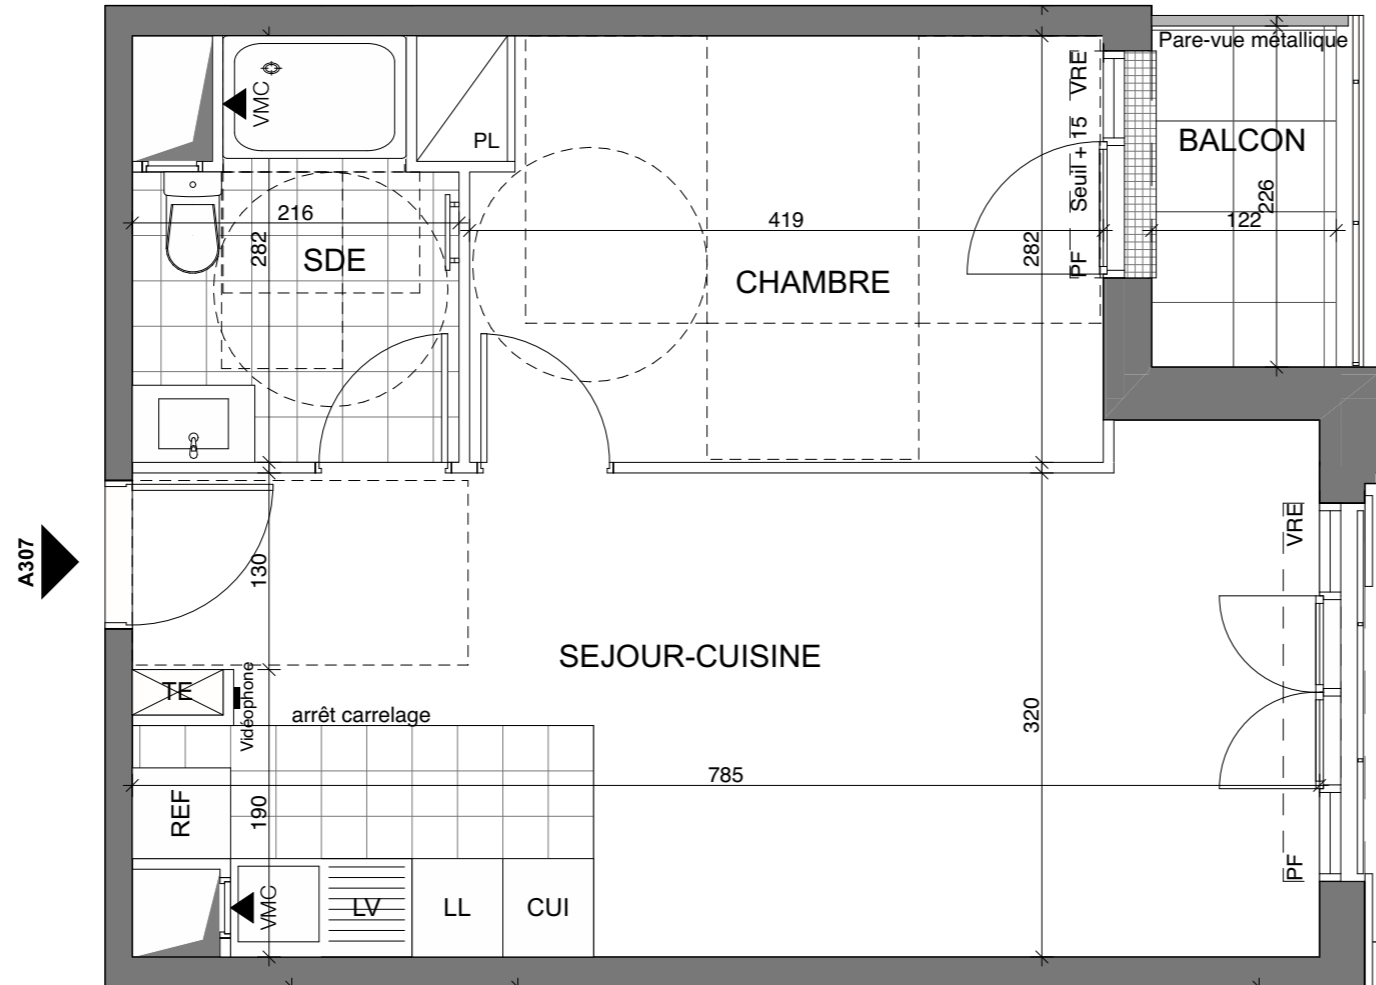 Pare-vue métallique
VMC
PL
VRE
Seuil + 15
PF
BALCON
226
122
216
282
SDE
419
282
CHAMBRE
A307
130
SEJOUR-CUISINE
VRE
PF
TE
Vidéophone
arrêt carrelage
320
785
REF
190
VMC
LV
LL
CUI